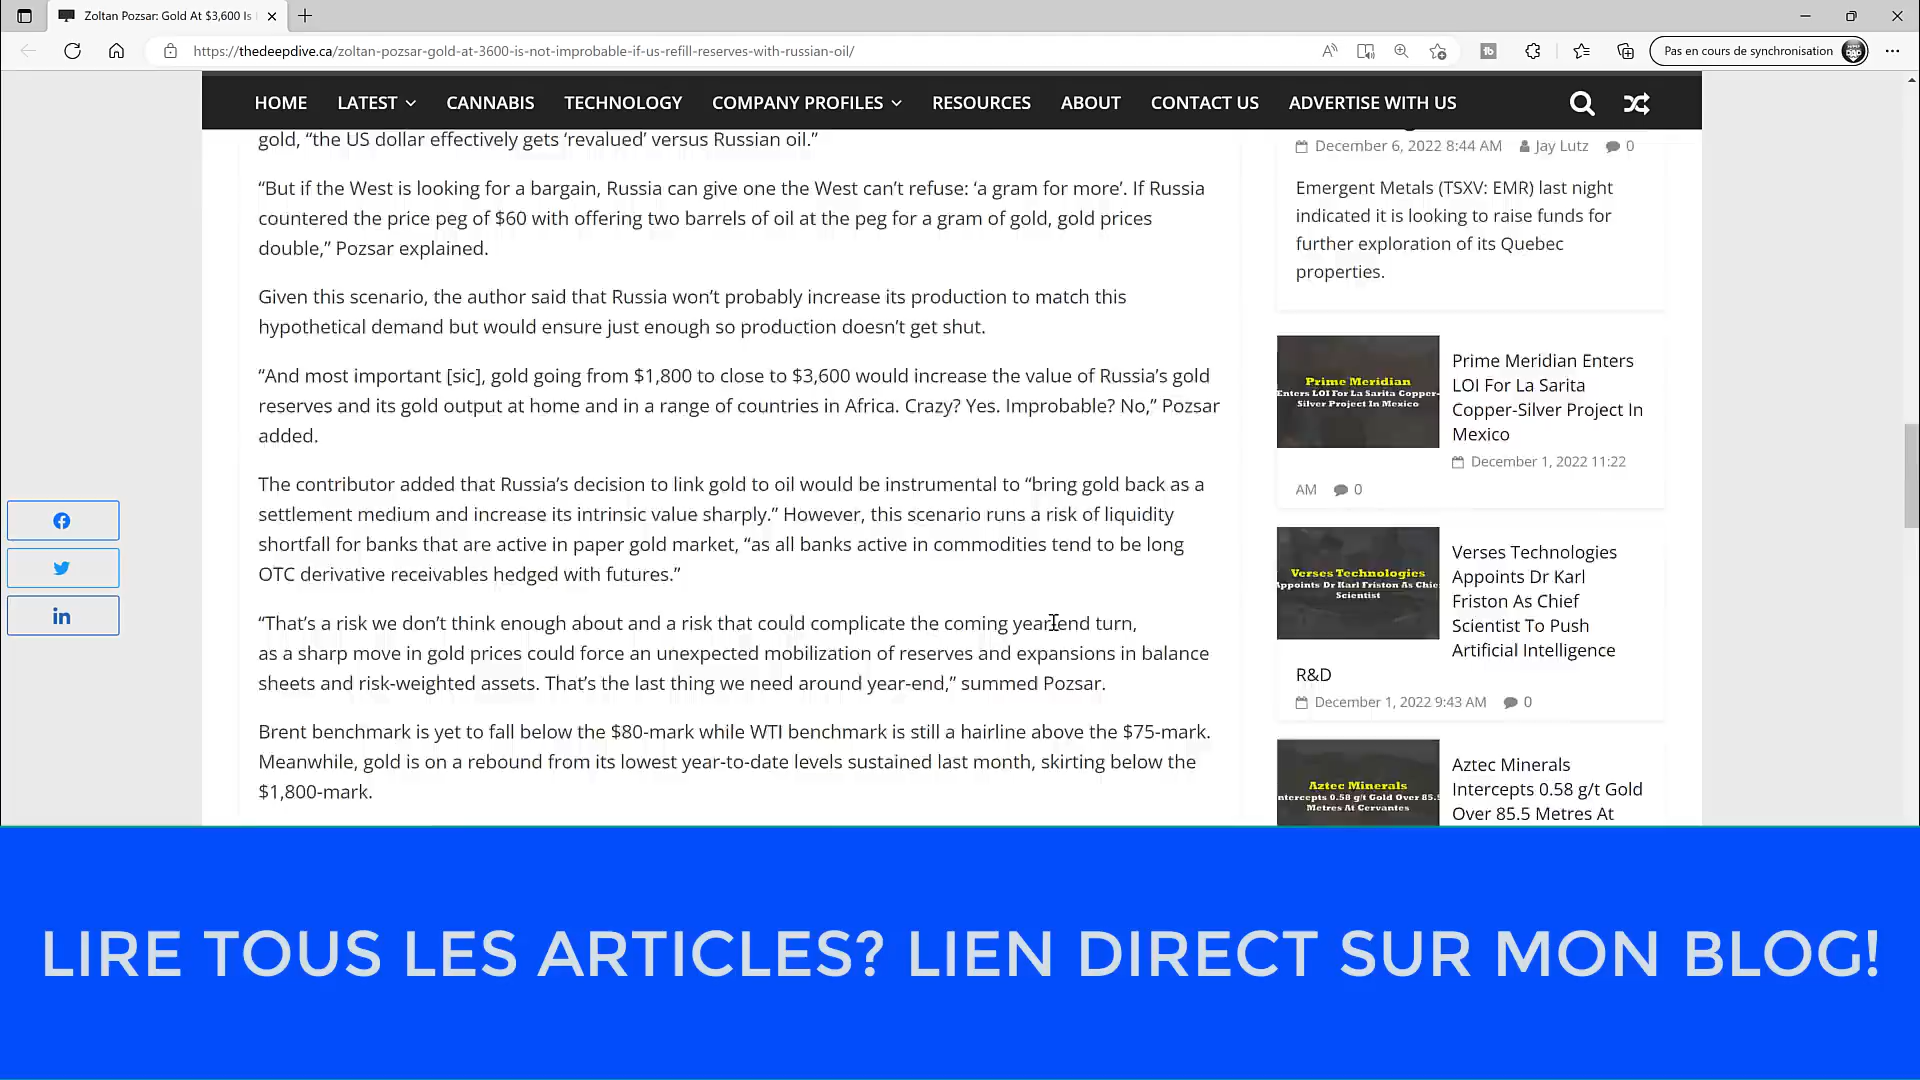 Zoltan Pozsar: Gold At $3,600 Is
https://thedeepdive.ca/zoltan-pozsar-gold-at-3600-is-not-improbable-if-us-refill-reserves-with-russian-oil/
Pas en cours de synchronisation
HOME LATEST CANNABIS TECHNOLOGY COMPANY PROFILES RESOURCES ABOUT CONTACT US ADVERTISE WITH US
gold, “the US dollar effectively gets ‘revalued’ versus Russian oil.”
“But if the West is looking for a bargain, Russia can give one the West can’t refuse: ‘a gram for more’. If Russia
countered the price peg of $60 with offering two barrels of oil at the peg for a gram of gold, gold prices
double,” Pozsar explained.
Given this scenario, the author said that Russia won’t probably increase its production to match this
hypothetical demand but would ensure just enough so production doesn’t get shut.
“And most important [sic], gold going from $1,800 to close to $3,600 would increase the value of Russia’s gold
reserves and its gold output at home and in a range of countries in Africa. Crazy? Yes. Improbable? No,” Pozsar
added.
The contributor added that Russia’s decision to link gold to oil would be instrumental to “bring gold back as a
settlement medium and increase its intrinsic value sharply.” However, this scenario runs a risk of liquidity
shortfall for banks that are active in paper gold market, “as all banks active in commodities tend to be long
OTC derivative receivables hedged with futures.”
“That’s a risk we don’t think enough about and a risk that could complicate the coming year-end turn,
as a sharp move in gold prices could force an unexpected mobilization of reserves and expansions in balance
sheets and risk-weighted assets. That’s the last thing we need around year-end,” summed Pozsar.
Brent benchmark is yet to fall below the $80-mark while WTI benchmark is still a hairline above the $75-mark.
Meanwhile, gold is on a rebound from its lowest year-to-date levels sustained last month, skirting below the
$1,800-mark.
December 6, 2022 8:44 AM Jay Lutz 0
Emergent Metals (TSXV: EMR) last night
indicated it is looking to raise funds for
further exploration of its Quebec
properties.
Prime Meridian
Enters LOI For La Sarita Copper-
Silver Project In Mexico
Prime Meridian Enters
LOI For La Sarita
Copper-Silver Project In
Mexico
December 1, 2022 11:22
AM 0
Verses Technologies
Appoints Dr Karl Friston As Chie
Scientist
Verses Technologies
Appoints Dr Karl
Friston As Chief
Scientist To Push
Artificial Intelligence
R&D
December 1, 2022 9:43 AM 0
Aztec Minerals
ntercepts 0.58 g/t Gold Over 85.5
Metres At Cervantes
Aztec Minerals
Intercepts 0.58 g/t Gold
Over 85.5 Metres At
LIRE TOUS LES ARTICLES? LIEN DIRECT SUR MON BLOG!